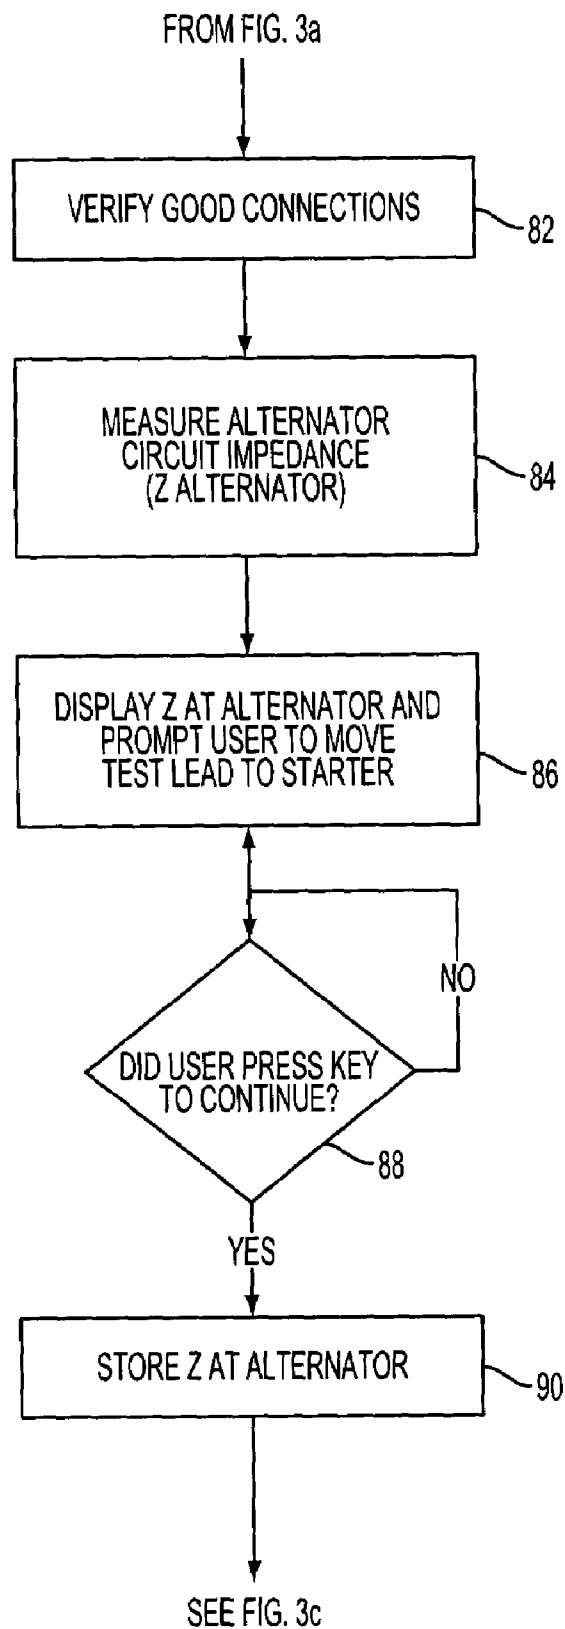 FROM FIG. 3a
VERIFY GOOD CONNECTIONS
82
MEASURE ALTERNATOR
CIRCUIT IMPEDANCE
(Z ALTERNATOR)
84
DISPLAY Z AT ALTERNATOR AND
PROMPT USER TO MOVE
TEST LEAD TO STARTER
86
NO
DID USER PRESS KEY
TO CONTINUE?
88
YES
STORE Z AT ALTERNATOR
90
SEE FIG. 3c